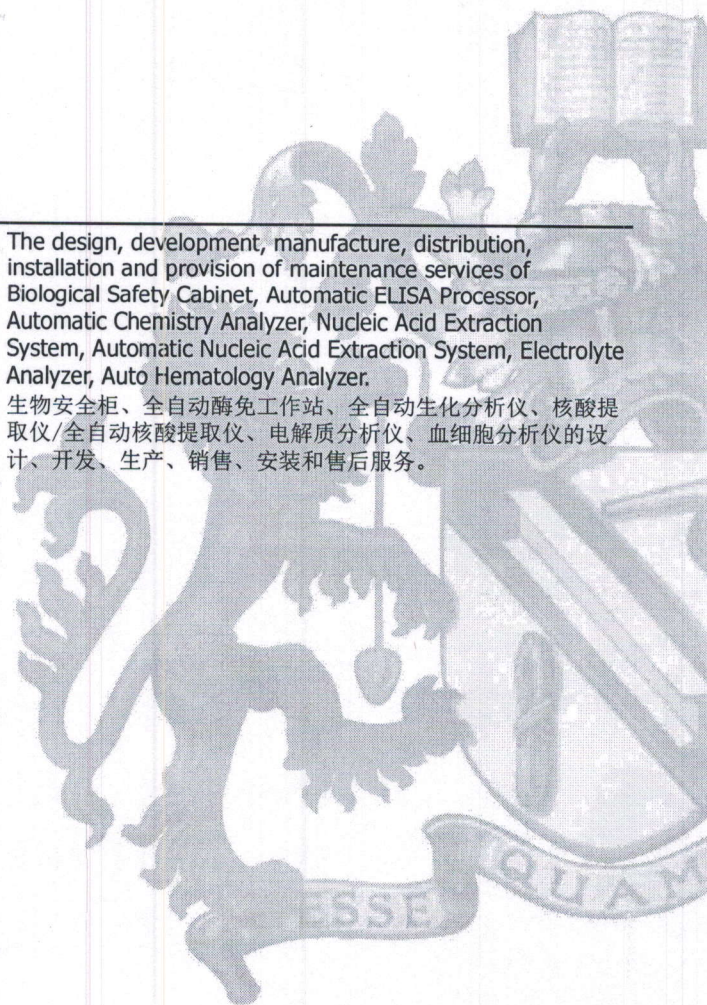 The design, development, manufacture, distribution,
installation and provision of maintenance services of
Biological Safety Cabinet, Automatic ELISA Processor,
Automatic Chemistry Analyzer, Nucleic Acid Extraction
System, Automatic Nucleic Acid Extraction System, Electrolyte
Analyzer, Auto Hematology Analyzer.
生物安全柜、全自动酶免工作站、全自动生化分析仪、核酸提
取仪/全自动核酸提取仪、电解质分析仪、血细胞分析仪的设
计、开发、生产、销售、安装和售后服务。
ESSE QUAM